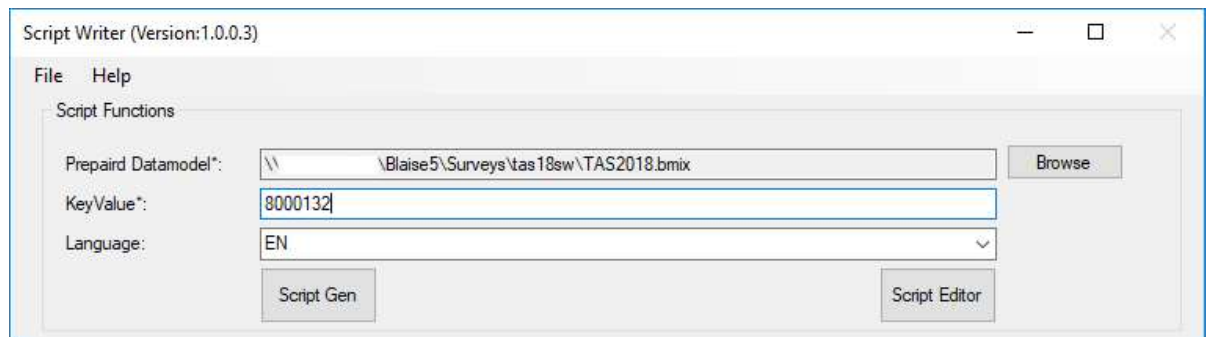 Script Writer (Version:1.0.0.3)
File Help
Script Functions
Prepaird Datamodel*: \\ \Blaise5\Surveys\tas18sw\TAS2018.bmix Browse
KeyValue*: 8000132
Language: EN
Script Gen Script Editor